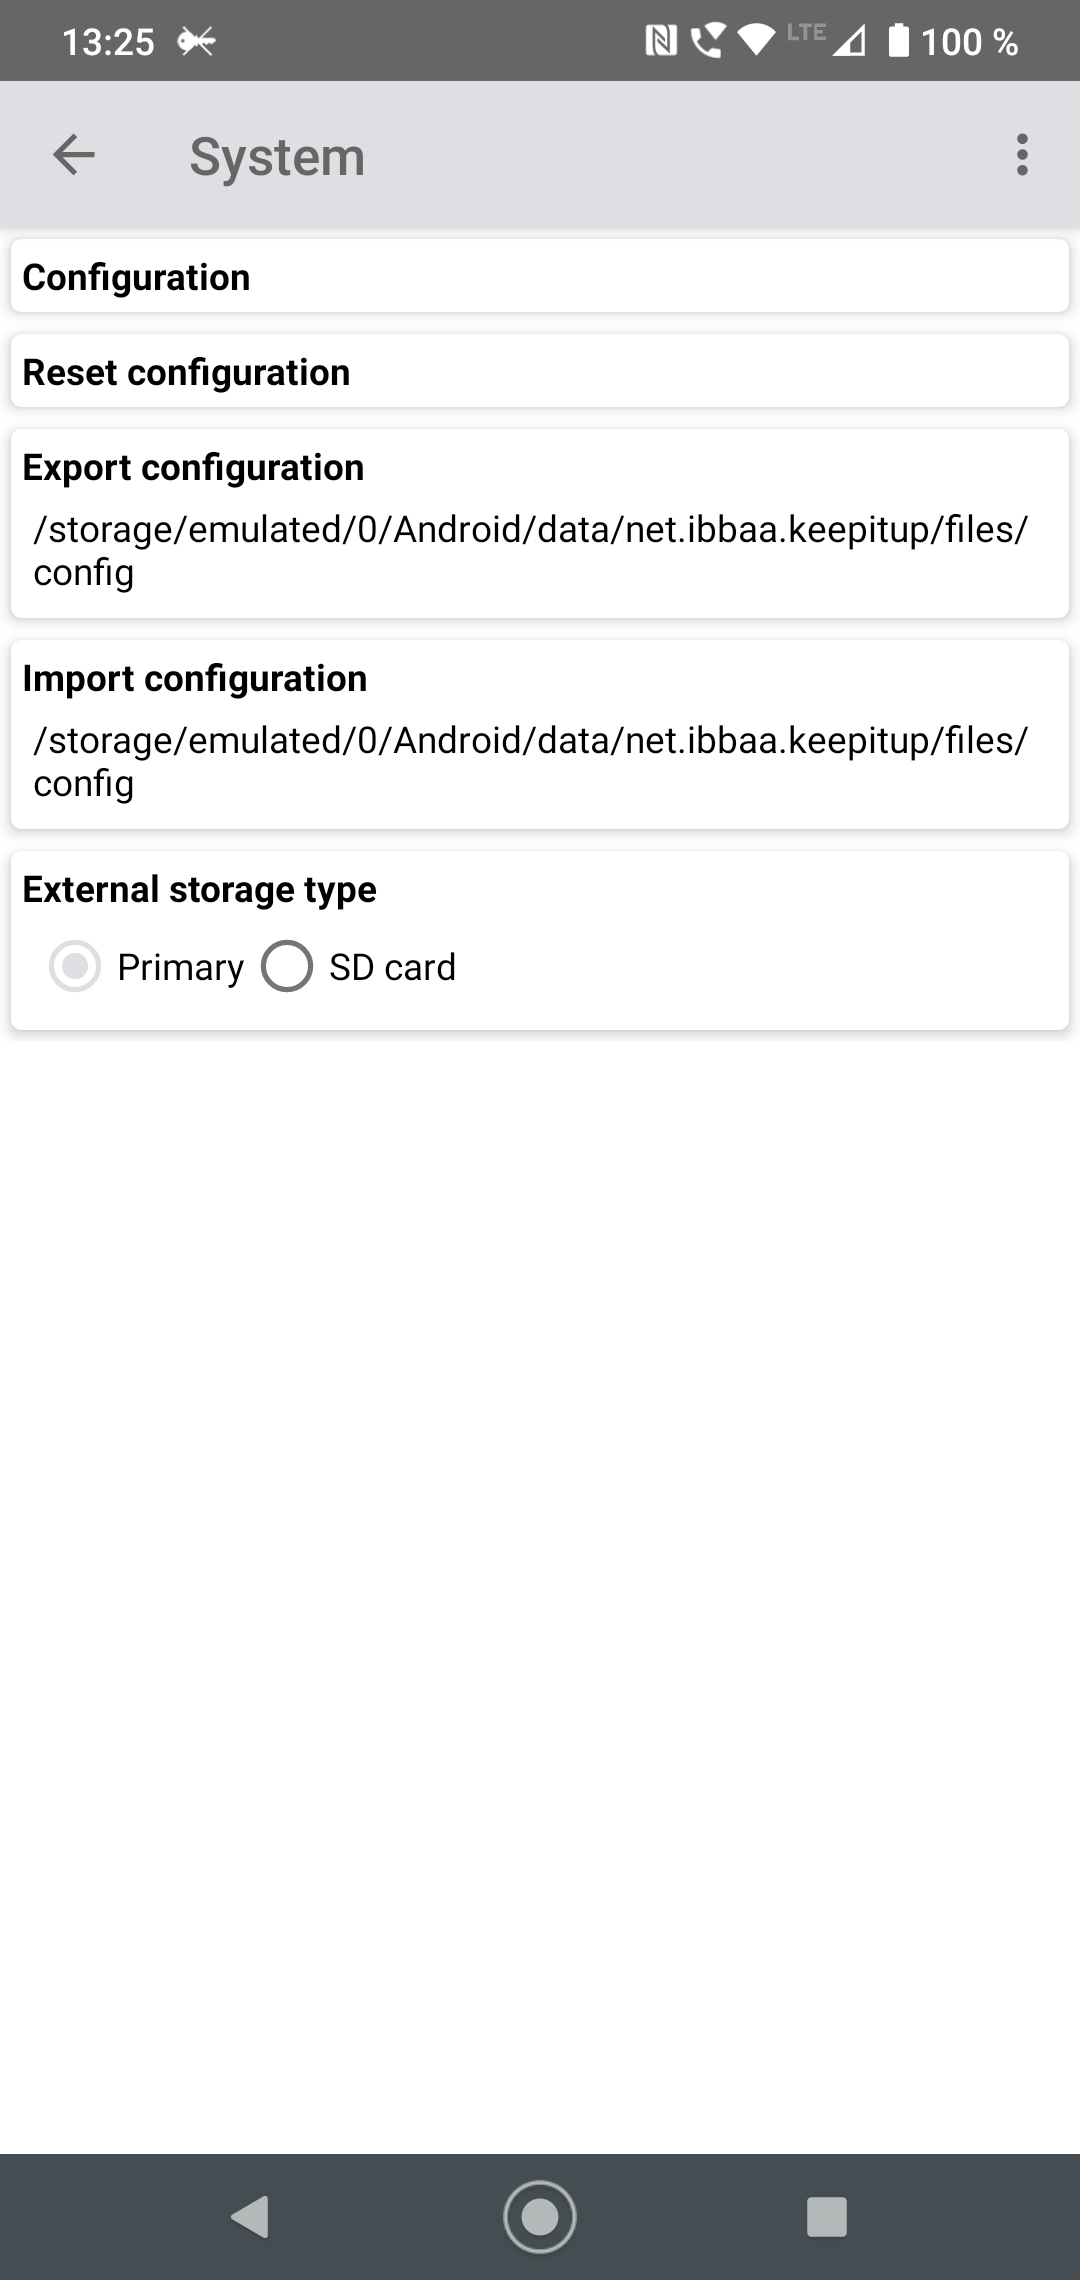 13:25 LTE 100 %
System
Configuration
Reset configuration
Export configuration
/storage/emulated/0/Android/data/net.ibbaa.keepitup/files/
config
Import configuration
/storage/emulated/0/Android/data/net.ibbaa.keepitup/files/
config
External storage type
Primary SD card